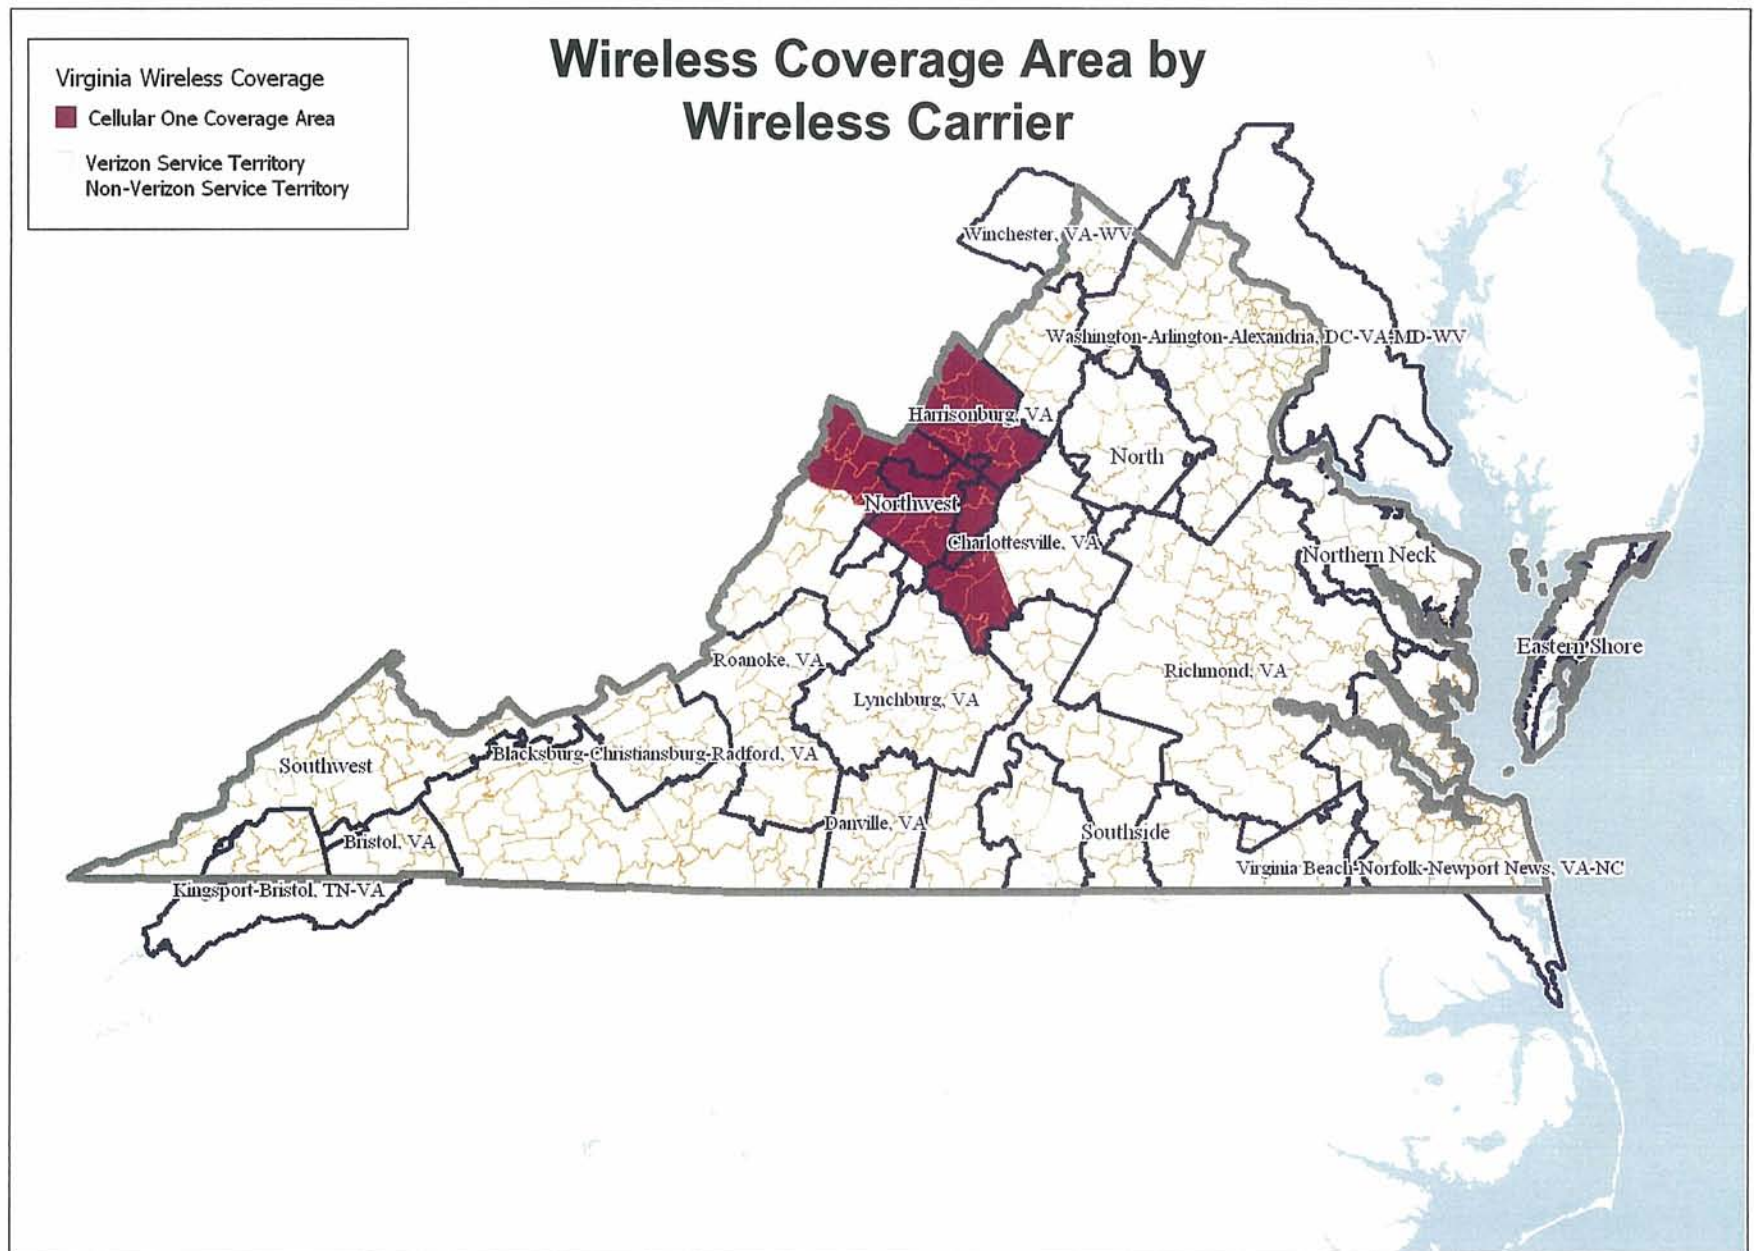 Wireless Coverage Area by
Wireless Carrier
Virginia Wireless Coverage
Cellular One Coverage Area
Verizon Service Territory
Non-Verizon Service Territory
Winchester, VA-WV
Washington-Arlington-Alexandria, DC-VA-MD-WV
Harrisonburg, VA
North
Northwest
Charlottesville, VA
Northern Neck
Eastern Shore
Roanoke, VA
Richmond, VA
Lynchburg, VA
Blacksburg-Christiansburg-Radford, VA
Southwest
Danville, VA
Southside
Bristol, VA
Virginia Beach-Norfolk-Newport News, VA-NC
Kingsport-Bristol, TN-VA